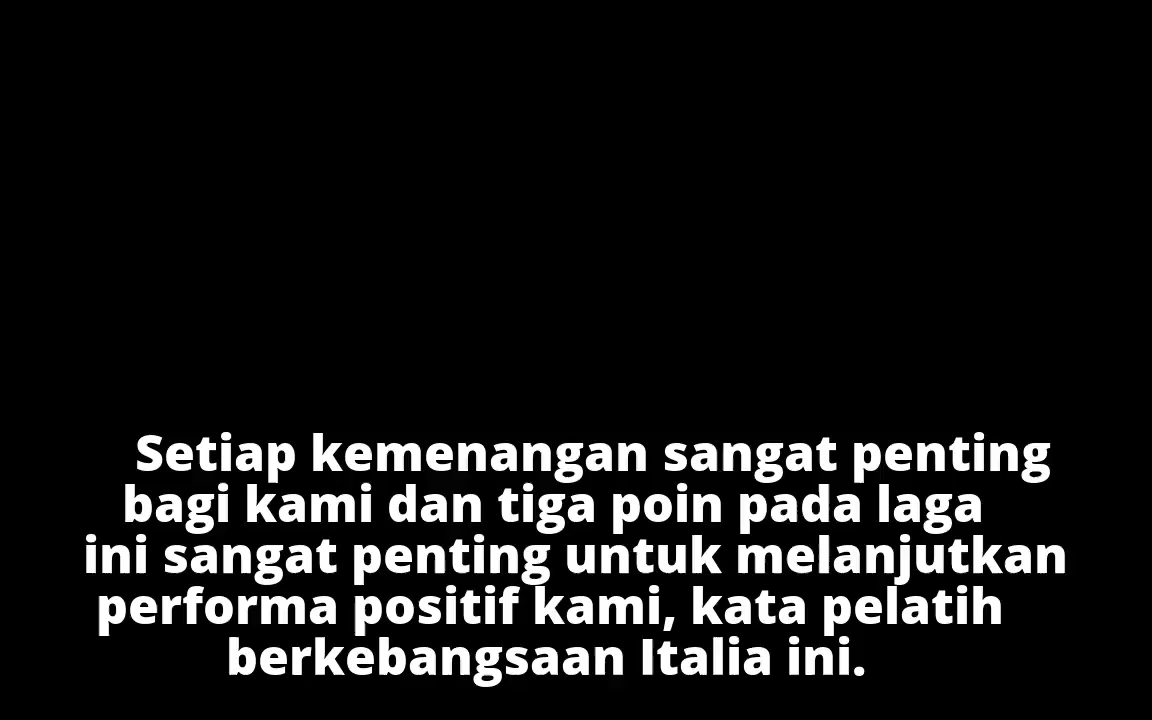 Setiap kemenangan sangat penting
bagi kami dan tiga poin pada laga
ini sangat penting untuk melanjutkan
performa positif kami, kata pelatih
berkebangsaan Italia ini.